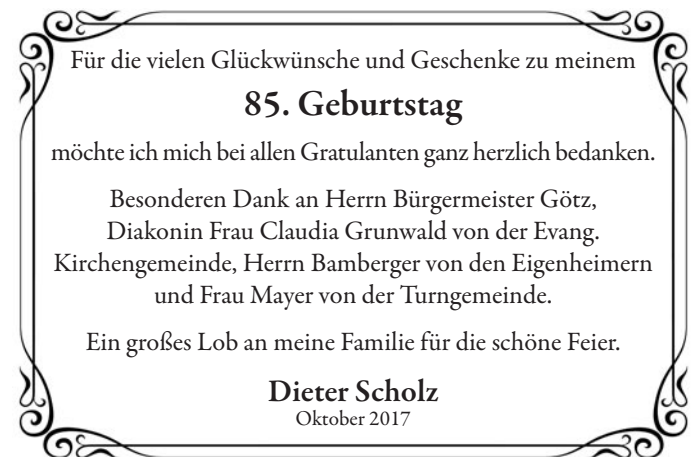 Für die vielen Glückwünsche und Geschenke zu meinem
85. Geburtstag
möchte ich mich bei allen Gratulanten ganz herzlich bedanken.
Besonderen Dank an Herrn Bürgermeister Götz,
Diakonin Frau Claudia Grunwald von der Evang.
Kirchengemeinde, Herrn Bamberger von den Eigenheimern
und Frau Mayer von der Turngemeinde.
Ein großes Lob an meine Familie für die schöne Feier.
Dieter Scholz
Oktober 2017